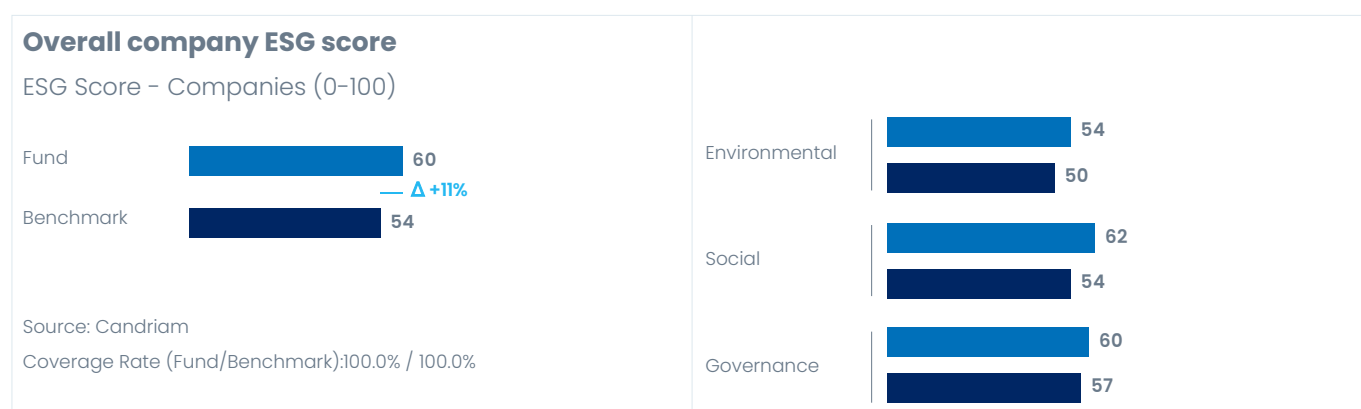 Overall company ESG score
ESG Score - Companies (0-100)
Fund
60
Δ +11%
Benchmark
54
Source: Candriam
Coverage Rate (Fund/Benchmark):100.0% / 100.0%
Environmental
54
50
Social
62
54
Governance
60
57